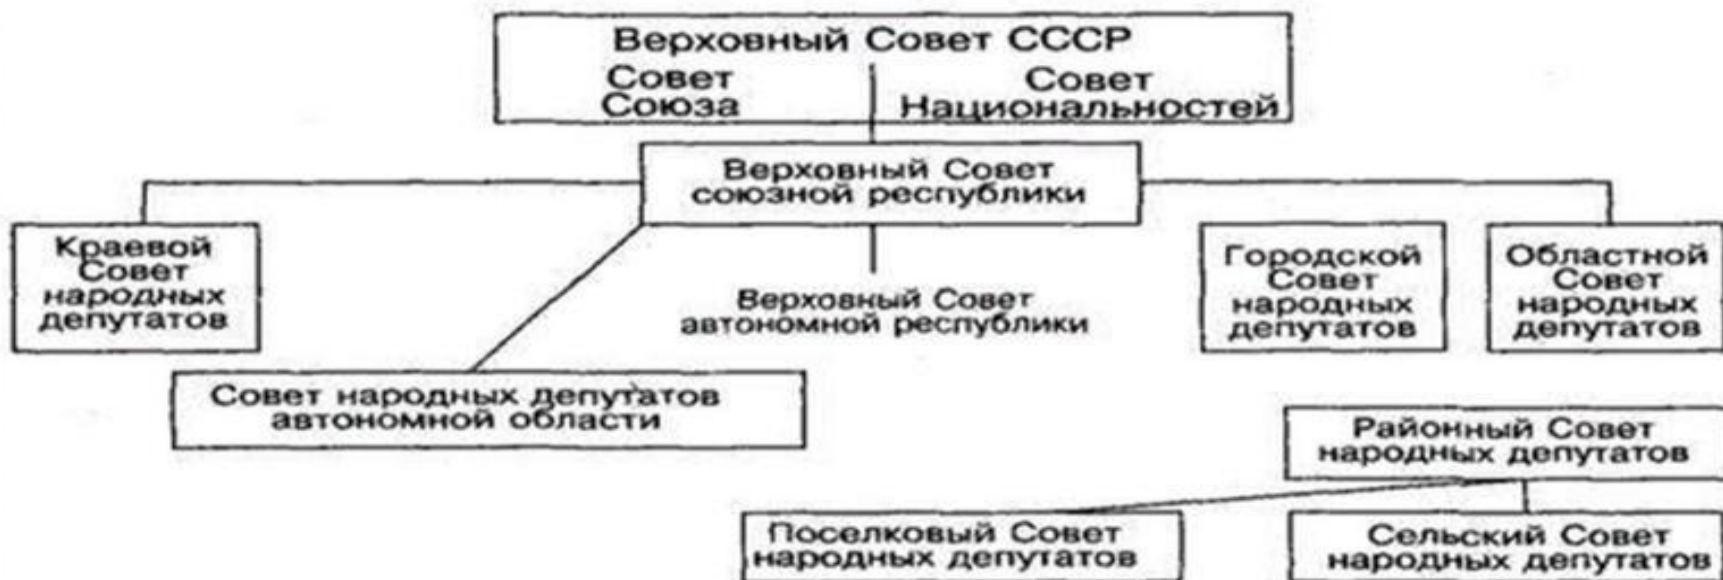 Верховный Совет СССР
Совет
Союза
Совет
Национальностей
Верховный Совет
союзной республики
Краевой
Совет
народных
депутатов
Верховный Совет
автономной республики
Городской
Совет
народных
депутатов
Областной
Совет
народных
депутатов
Совет народных депутатов
автономной области
Районный Совет
народных депутатов
Поселковый Совет
народных депутатов
Сельский Совет
народных депутатов